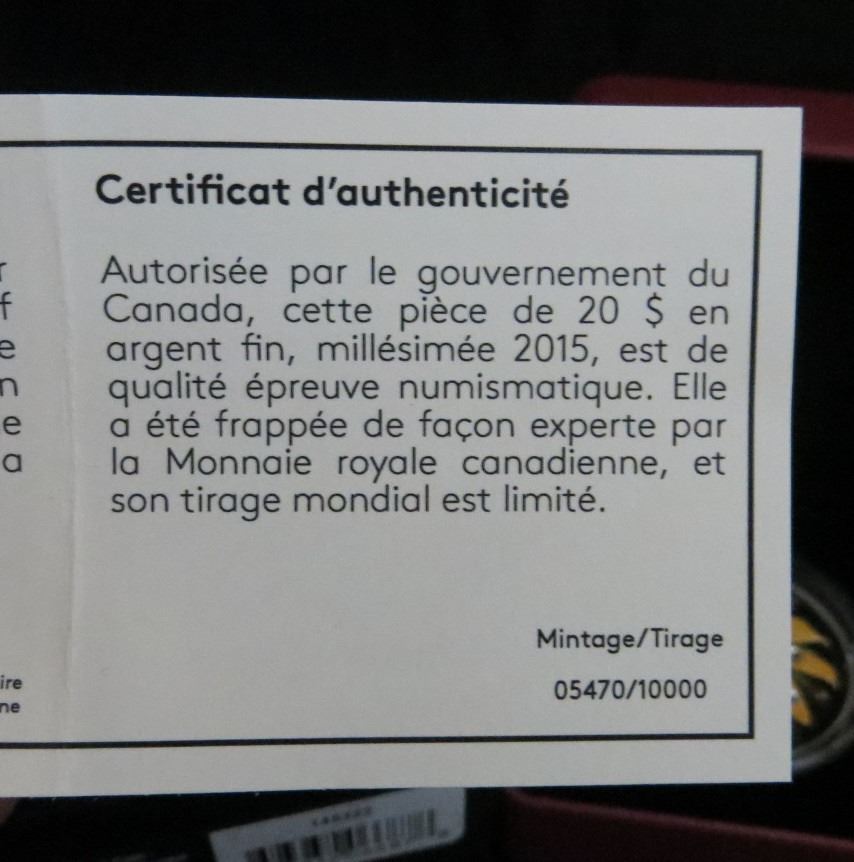 Certificat d'authenticité
Autorisée par le gouvernement du
Canada, cette pièce de 20 $ en
argent fin, millésimée 2015, est de
qualité épreuve numismatique. Elle
a été frappée de façon experte par
la Monnaie royale canadienne, et
son tirage mondial est limité.
Mintage/Tirage
05470/10000